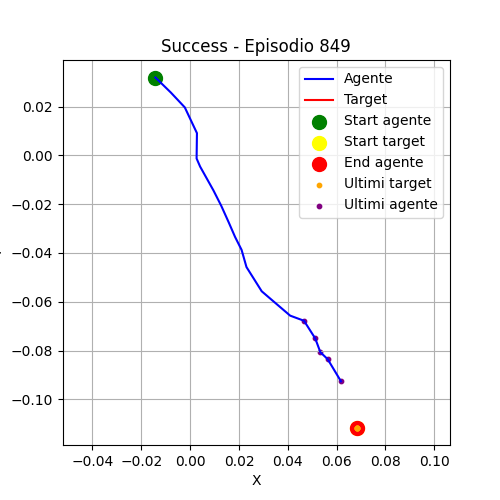 Success - Episodio 849
Agente
Target
Start agente
Start target
End agente
Ultimi target
Ultimi agente
0.02
0.00
−0.02
−0.04
−0.06
−0.08
−0.10
−0.04
−0.02
0.00
0.02
0.04
0.06
0.08
0.10
X